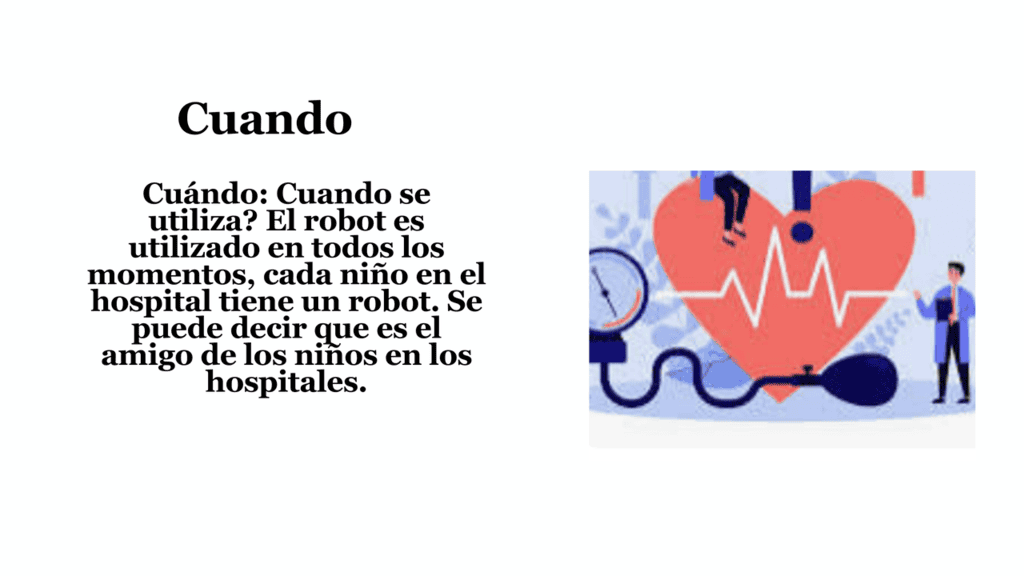 Cuando
Cuándo: Cuando se
utiliza? El robot es
utilizado en todos los
momentos, cada niño en el
hospital tiene un robot. Se
puede decir que es el
amigo de los niños en los
hospitales.